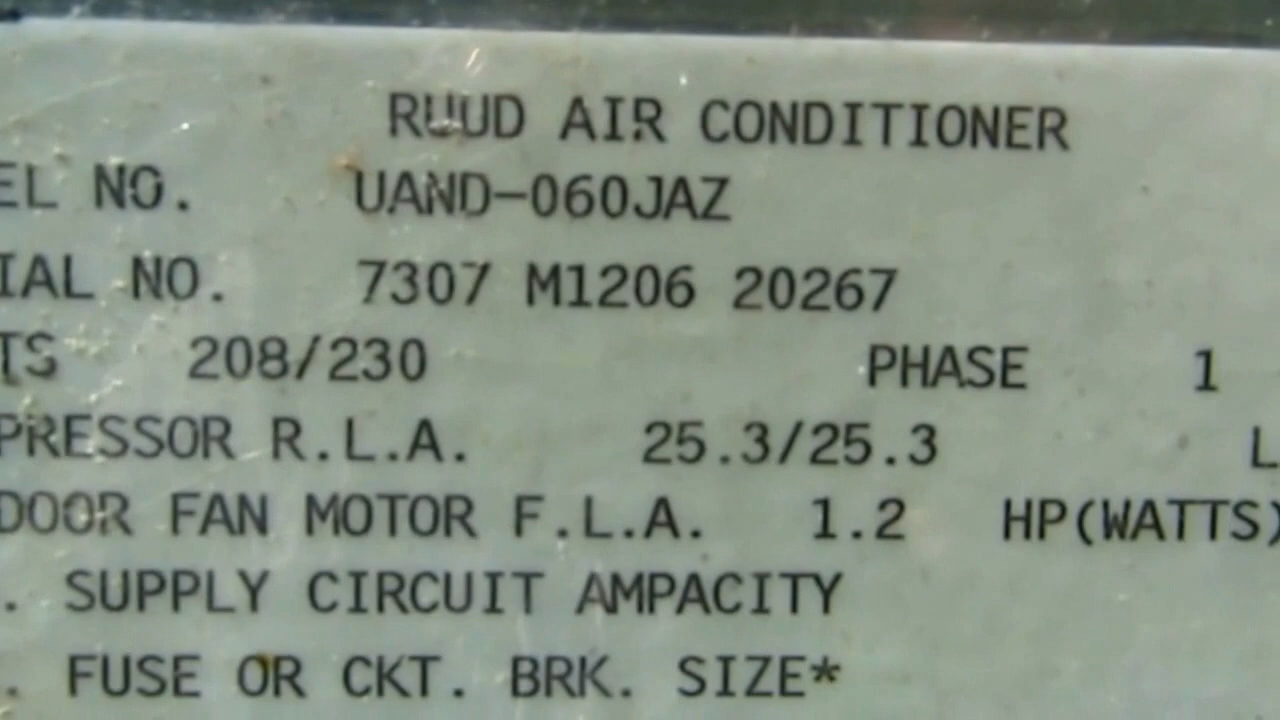 RUUD AIR CONDITIONER
EL NO. UAND-060JAZ
IAL NO. 7307 M1206 20267
TS 208/230 PHASE 1
PRESSOR R.L.A. 25.3/25.3 L
DOOR FAN MOTOR F.L.A. 1.2 HP(WATTS)
. SUPPLY CIRCUIT AMPACITY
. FUSE OR CKT. BRK. SIZE*